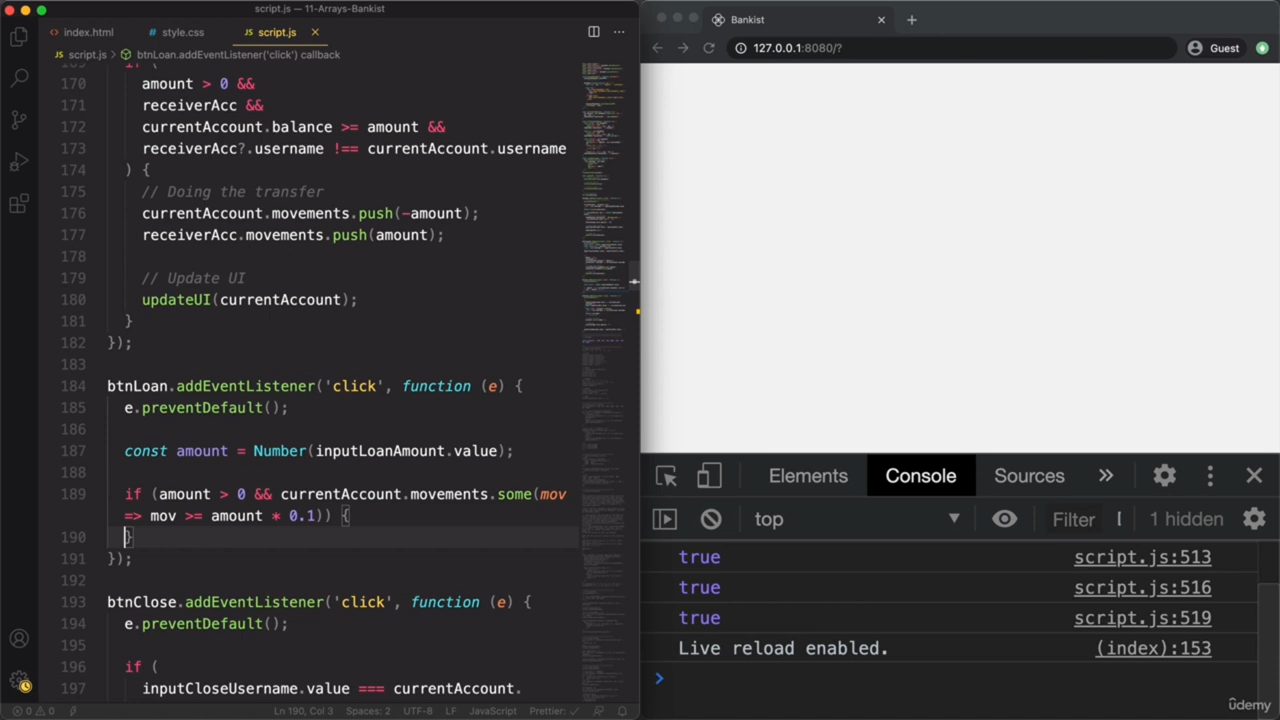 script.js — 11-Arrays-Bankist
index.html
style.css
JS script.js
JS script.js > btnLoan.addEventListener('click') callback
if (
170 amount > 0 &&
171 receiverAcc &&
172 currentAccount.balance >= amount &&
173 receiverAcc?.username !== currentAccount.username
174 ) {
175 // Doing the transfer
176 currentAccount.movements.push(-amount);
177 receiverAcc.movements.push(amount);
178
179 // Update UI
180 updateUI(currentAccount);
181 }
182 });
183
184 btnLoan.addEventListener('click', function (e) {
185 e.preventDefault();
186
187 const amount = Number(inputLoanAmount.value);
188
189 if (amount > 0 && currentAccount.movements.some(mov
=> mov >= amount * 0.1)) {
190 }
191 });
192
193 btnClose.addEventListener('click', function (e) {
194 e.preventDefault();
195
196 if (
197 inputCloseUsername.value === currentAccount.
0 0
Ln 190, Col 3
Spaces: 2
UTF-8
LF
JavaScript
Prettier: ✓
Bankist
127.0.0.1:8080/?
Guest
Elements
Console
Sources
top
Filter
1 hidden
true script.js:513
true script.js:516
true script.js:519
Live reload enabled. (index):153
ûdemy